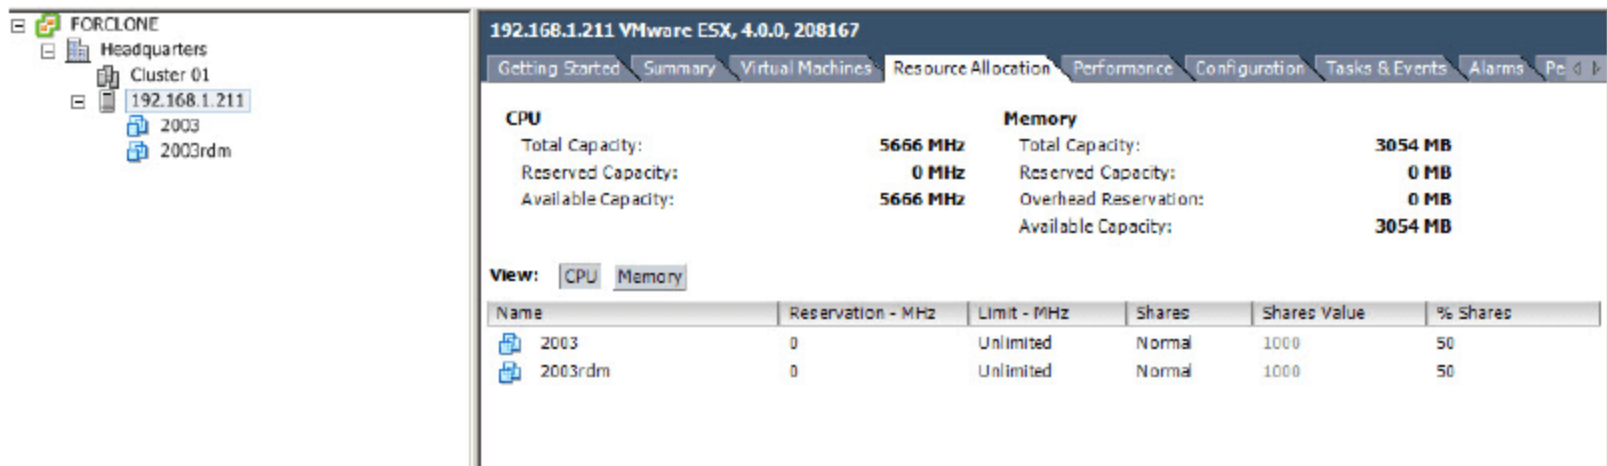 FORCLONE
Headquarters
Cluster 01
192.168.1.211
2003
2003rdm
192.168.1.211 VMware ESX, 4.0.0, 208167
Getting Started Summary Virtual Machines Resource Allocation Performance Configuration Tasks & Events Alarms Pe
CPU Memory
Total Capacity: 5666 MHz Total Capacity: 3054 MB
Reserved Capacity: 0 MHz Reserved Capacity: 0 MB
Available Capacity: 5666 MHz Overhead Reservation: 0 MB
Available Capacity: 3054 MB
View: CPU Memory
Name Reservation - MHz Limit - MHz Shares Shares Value % Shares
2003 0 Unlimited Normal 1000 50
2003rdm 0 Unlimited Normal 1000 50